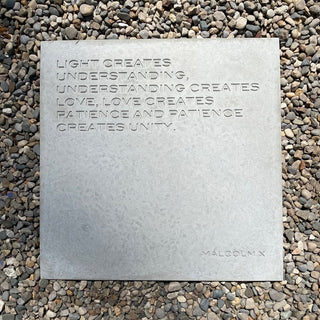 LIGHT CREATES
UNDERSTANDING,
UNDERSTANDING CREATES
LOVE, LOVE CREATES
PATIENCE AND PATIENCE
CREATES UNITY.
MALCOLM X